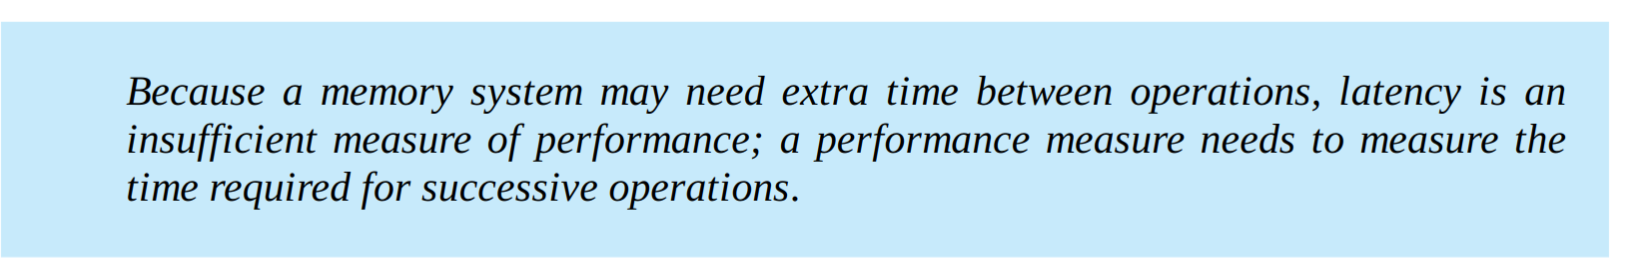 Because a memory system may need extra time between operations, latency is an
insufficient measure of performance; a performance measure needs to measure the
time required for successive operations.